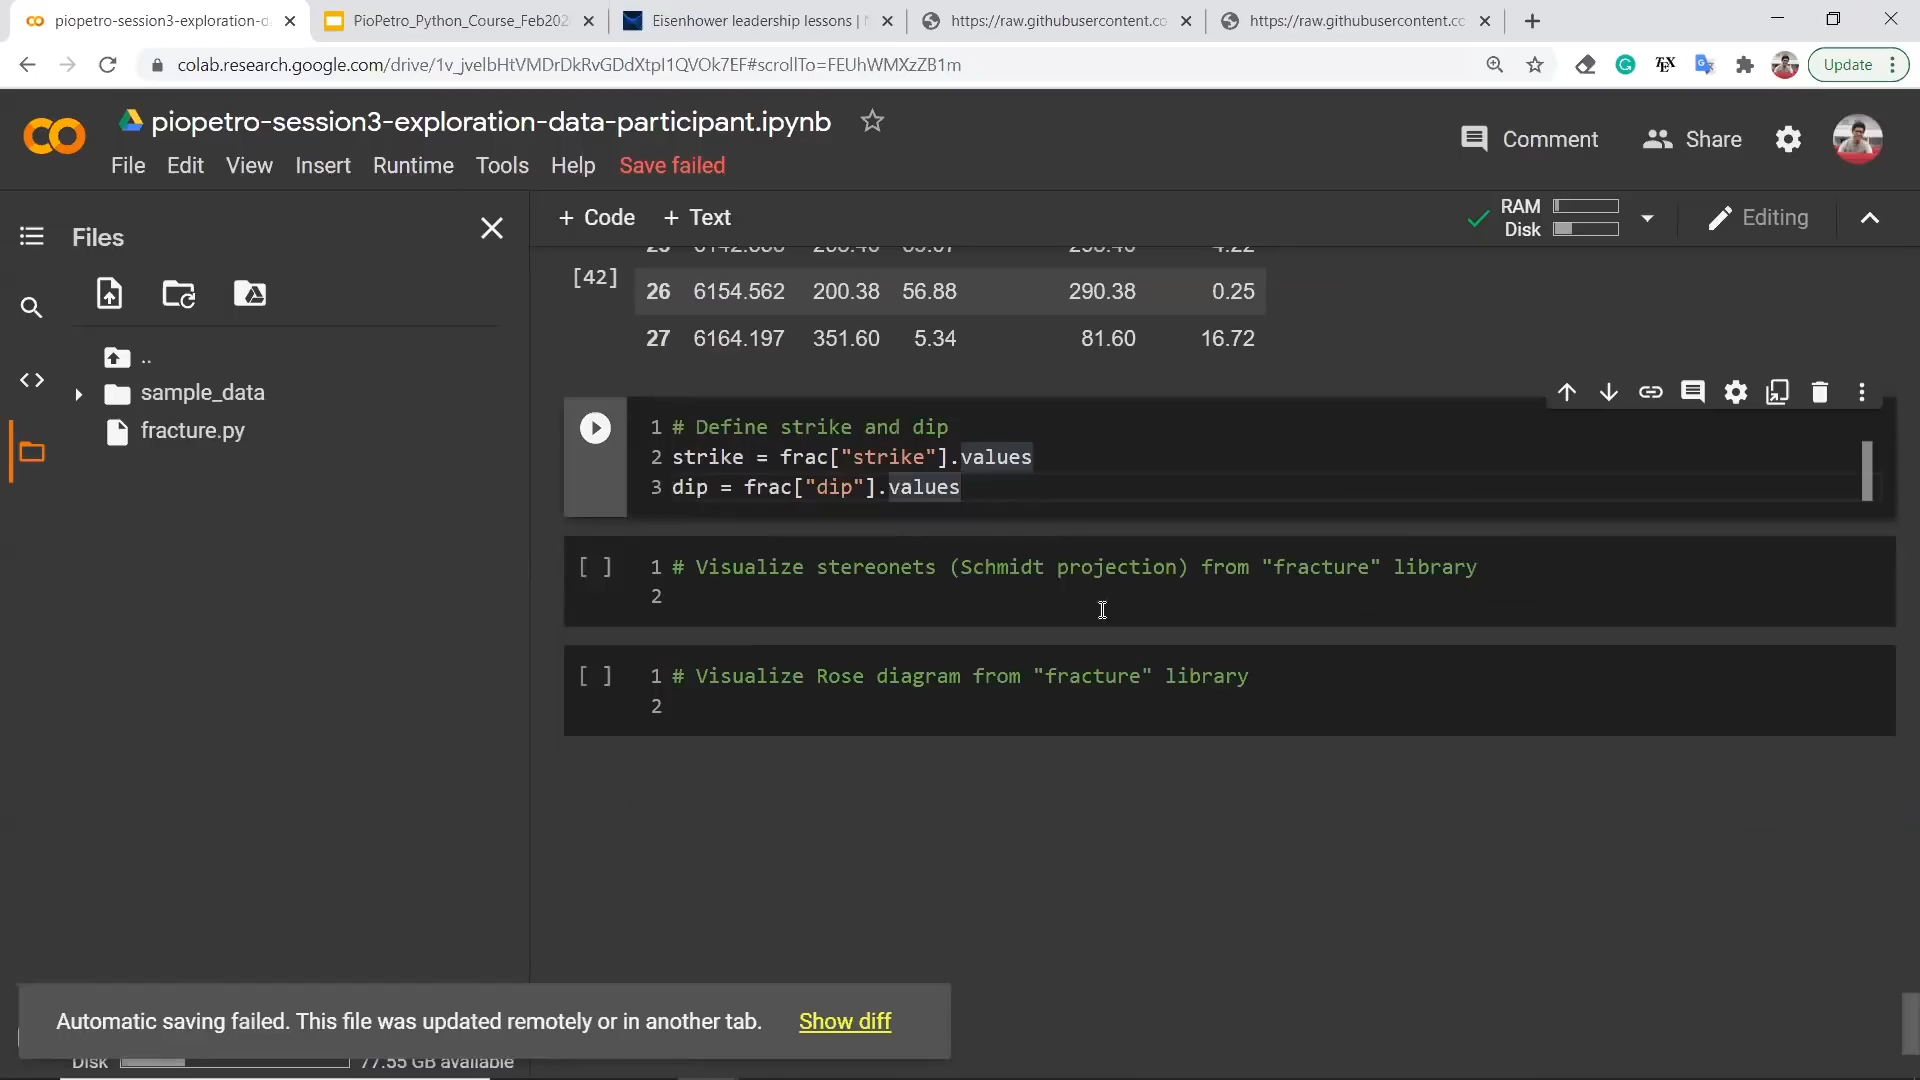 piopetro-session3-exploration-da
PioPetro_Python_Course_Feb202
Eisenhower leadership lessons |
https://raw.githubusercontent.co
https://raw.githubusercontent.co
colab.research.google.com/drive/1v_jvelbHtVMDrDkRvGDdXtpl1QVOk7EF#scrollTo=FEUhWMXzZB1m
Update
piopetro-session3-exploration-data-participant.ipynb
Comment
Share
File Edit View Insert Runtime Tools Help Save failed
Files
+ Code + Text
RAM
Disk
Editing
[42]
26 6154.562 200.38 56.88 290.38 0.25
27 6164.197 351.60 5.34 81.60 16.72
..
sample_data
fracture.py
1 # Define strike and dip
2 strike = frac["strike"].values
3 dip = frac["dip"].values
[ ] 1 # Visualize stereonets (Schmidt projection) from "fracture" library
2
[ ] 1 # Visualize Rose diagram from "fracture" library
2
Automatic saving failed. This file was updated remotely or in another tab. Show diff
Disk 77.55 GB available